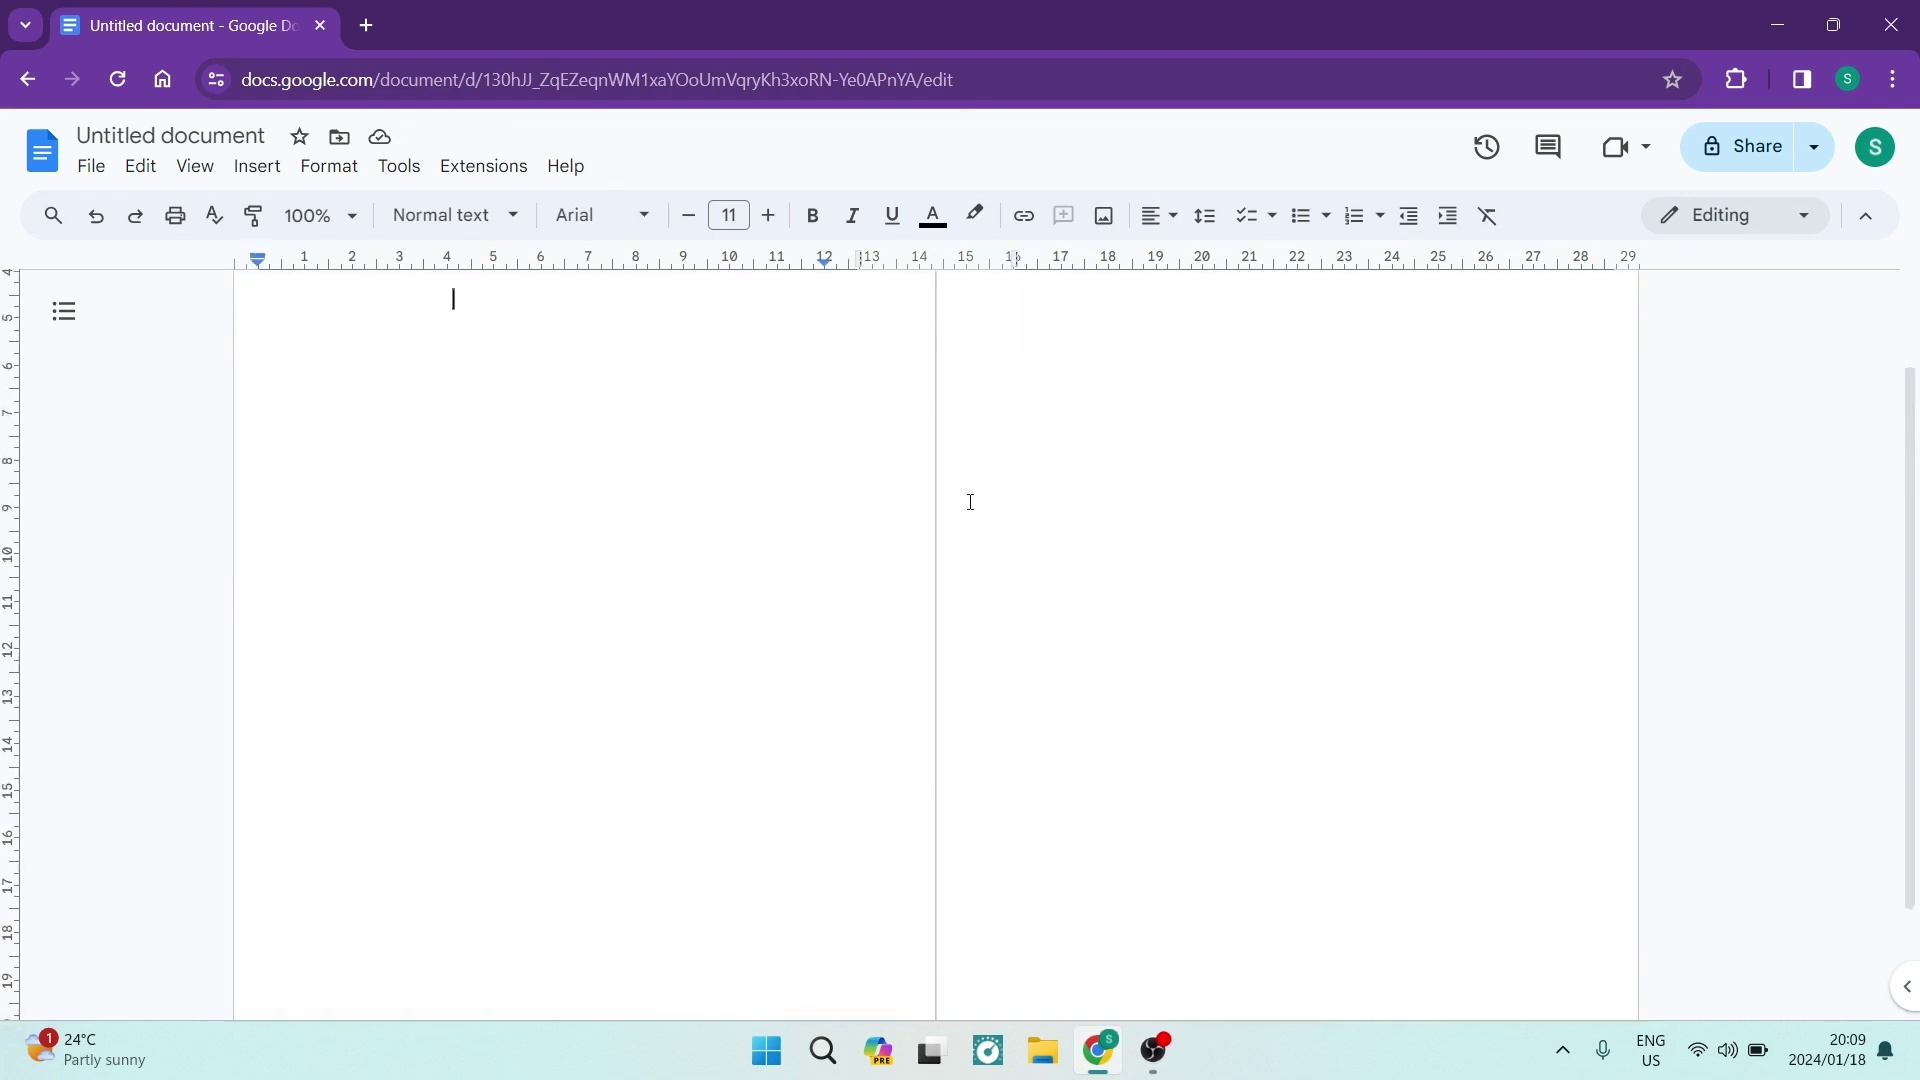 Untitled document - Google Do
docs.google.com/document/d/130hJJ_ZqEZeqnWM1xaYOoUmVqryKh3xoRN-Ye0APnYA/edit
S
Untitled document
File Edit View Insert Format Tools Extensions Help
Share
S
100% Normal text Arial 11 Editing
1 2 3 4 5 6 7 8 9 10 11 12 13 14 15 16 17 18 19 20 21 22 23 24 25 26 27 28 29
4
5
6
7
8
9
10
11
12
13
14
15
16
17
18
19
1
24°C
Partly sunny
PRE
S
ENG
US
20:09
2024/01/18